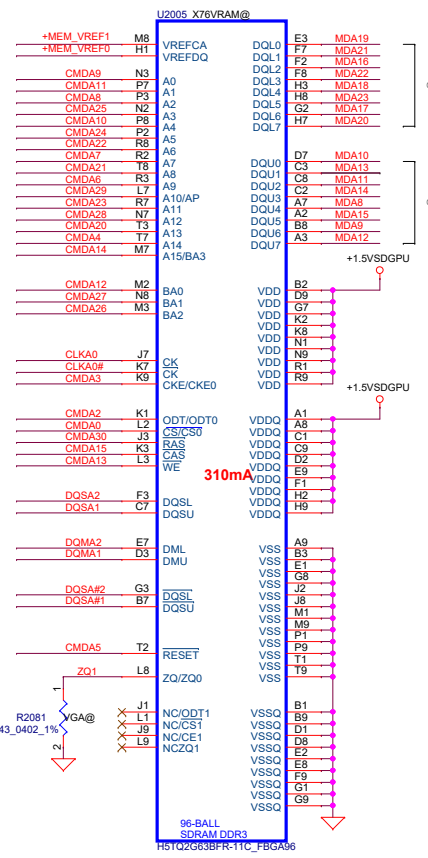 U2005 X76VRAM@
+MEM_VREF1 M8 VREFCA
+MEM_VREF0 H1 VREFDQ
CMDA9 N3 A0
CMDA11 P7 A1
CMDA8 P3 A2
CMDA25 N2 A3
CMDA10 P8 A4
CMDA24 P2 A5
CMDA22 R8 A6
CMDA7 R2 A7
CMDA21 T8 A8
CMDA6 R3 A9
CMDA29 L7 A10/AP
CMDA23 R7 A11
CMDA28 N7 A12
CMDA20 T3 A13
CMDA4 T7 A14
CMDA14 M7 A15/BA3
CMDA12 M2 BA0
CMDA27 N8 BA1
CMDA26 M3 BA2
CLKA0 J7 CK
CLKA0# K7 CK
CMDA3 K9 CKE/CKE0
CMDA2 K1 ODT/ODT0
CMDA0 L2 CS/CS0
CMDA30 J3 RAS
CMDA15 K3 CAS
CMDA13 L3 WE
DQSA2 F3 DQSL
DQSA1 C7 DQSU
DQMA2 E7 DML
DQMA1 D3 DMU
DQSA#2 G3 DQSL
DQSA#1 B7 DQSU
CMDA5 T2 RESET
ZQ1 L8 ZQ/ZQ0
J1 NC/ODT1
L1 NC/CS1
J9 NC/CE1
L9 NCZQ1
1
R2081 VGA@
43_0402_1%
2
DQL0 E3 MDA19
DQL1 F7 MDA21
DQL2 F2 MDA16
DQL3 F8 MDA22
DQL4 H3 MDA18
DQL5 H8 MDA23
DQL6 G2 MDA17
DQL7 H7 MDA20
DQU0 D7 MDA10
DQU1 C3 MDA13
DQU2 C8 MDA11
DQU3 C2 MDA14
DQU4 A7 MDA8
DQU5 A2 MDA15
DQU6 B8 MDA9
DQU7 A3 MDA12
+1.5VSDGPU
VDD B2
VDD D9
VDD G7
VDD K2
VDD K8
VDD N1
VDD N9
VDD R1
VDD R9
+1.5VSDGPU
VDDQ A1
VDDQ A8
VDDQ C1
VDDQ C9
VDDQ D2
VDDQ E9
VDDQ F1
VDDQ H2
VDDQ H9
310mA
VSS A9
VSS B3
VSS E1
VSS G8
VSS J2
VSS J8
VSS M1
VSS M9
VSS P1
VSS P9
VSS T1
VSS T9
VSSQ B1
VSSQ B9
VSSQ D1
VSSQ D8
VSSQ E2
VSSQ E8
VSSQ F9
VSSQ G1
VSSQ G9
96-BALL
SDRAM DDR3
H5TQ2G63BFR-11C_FBGA96